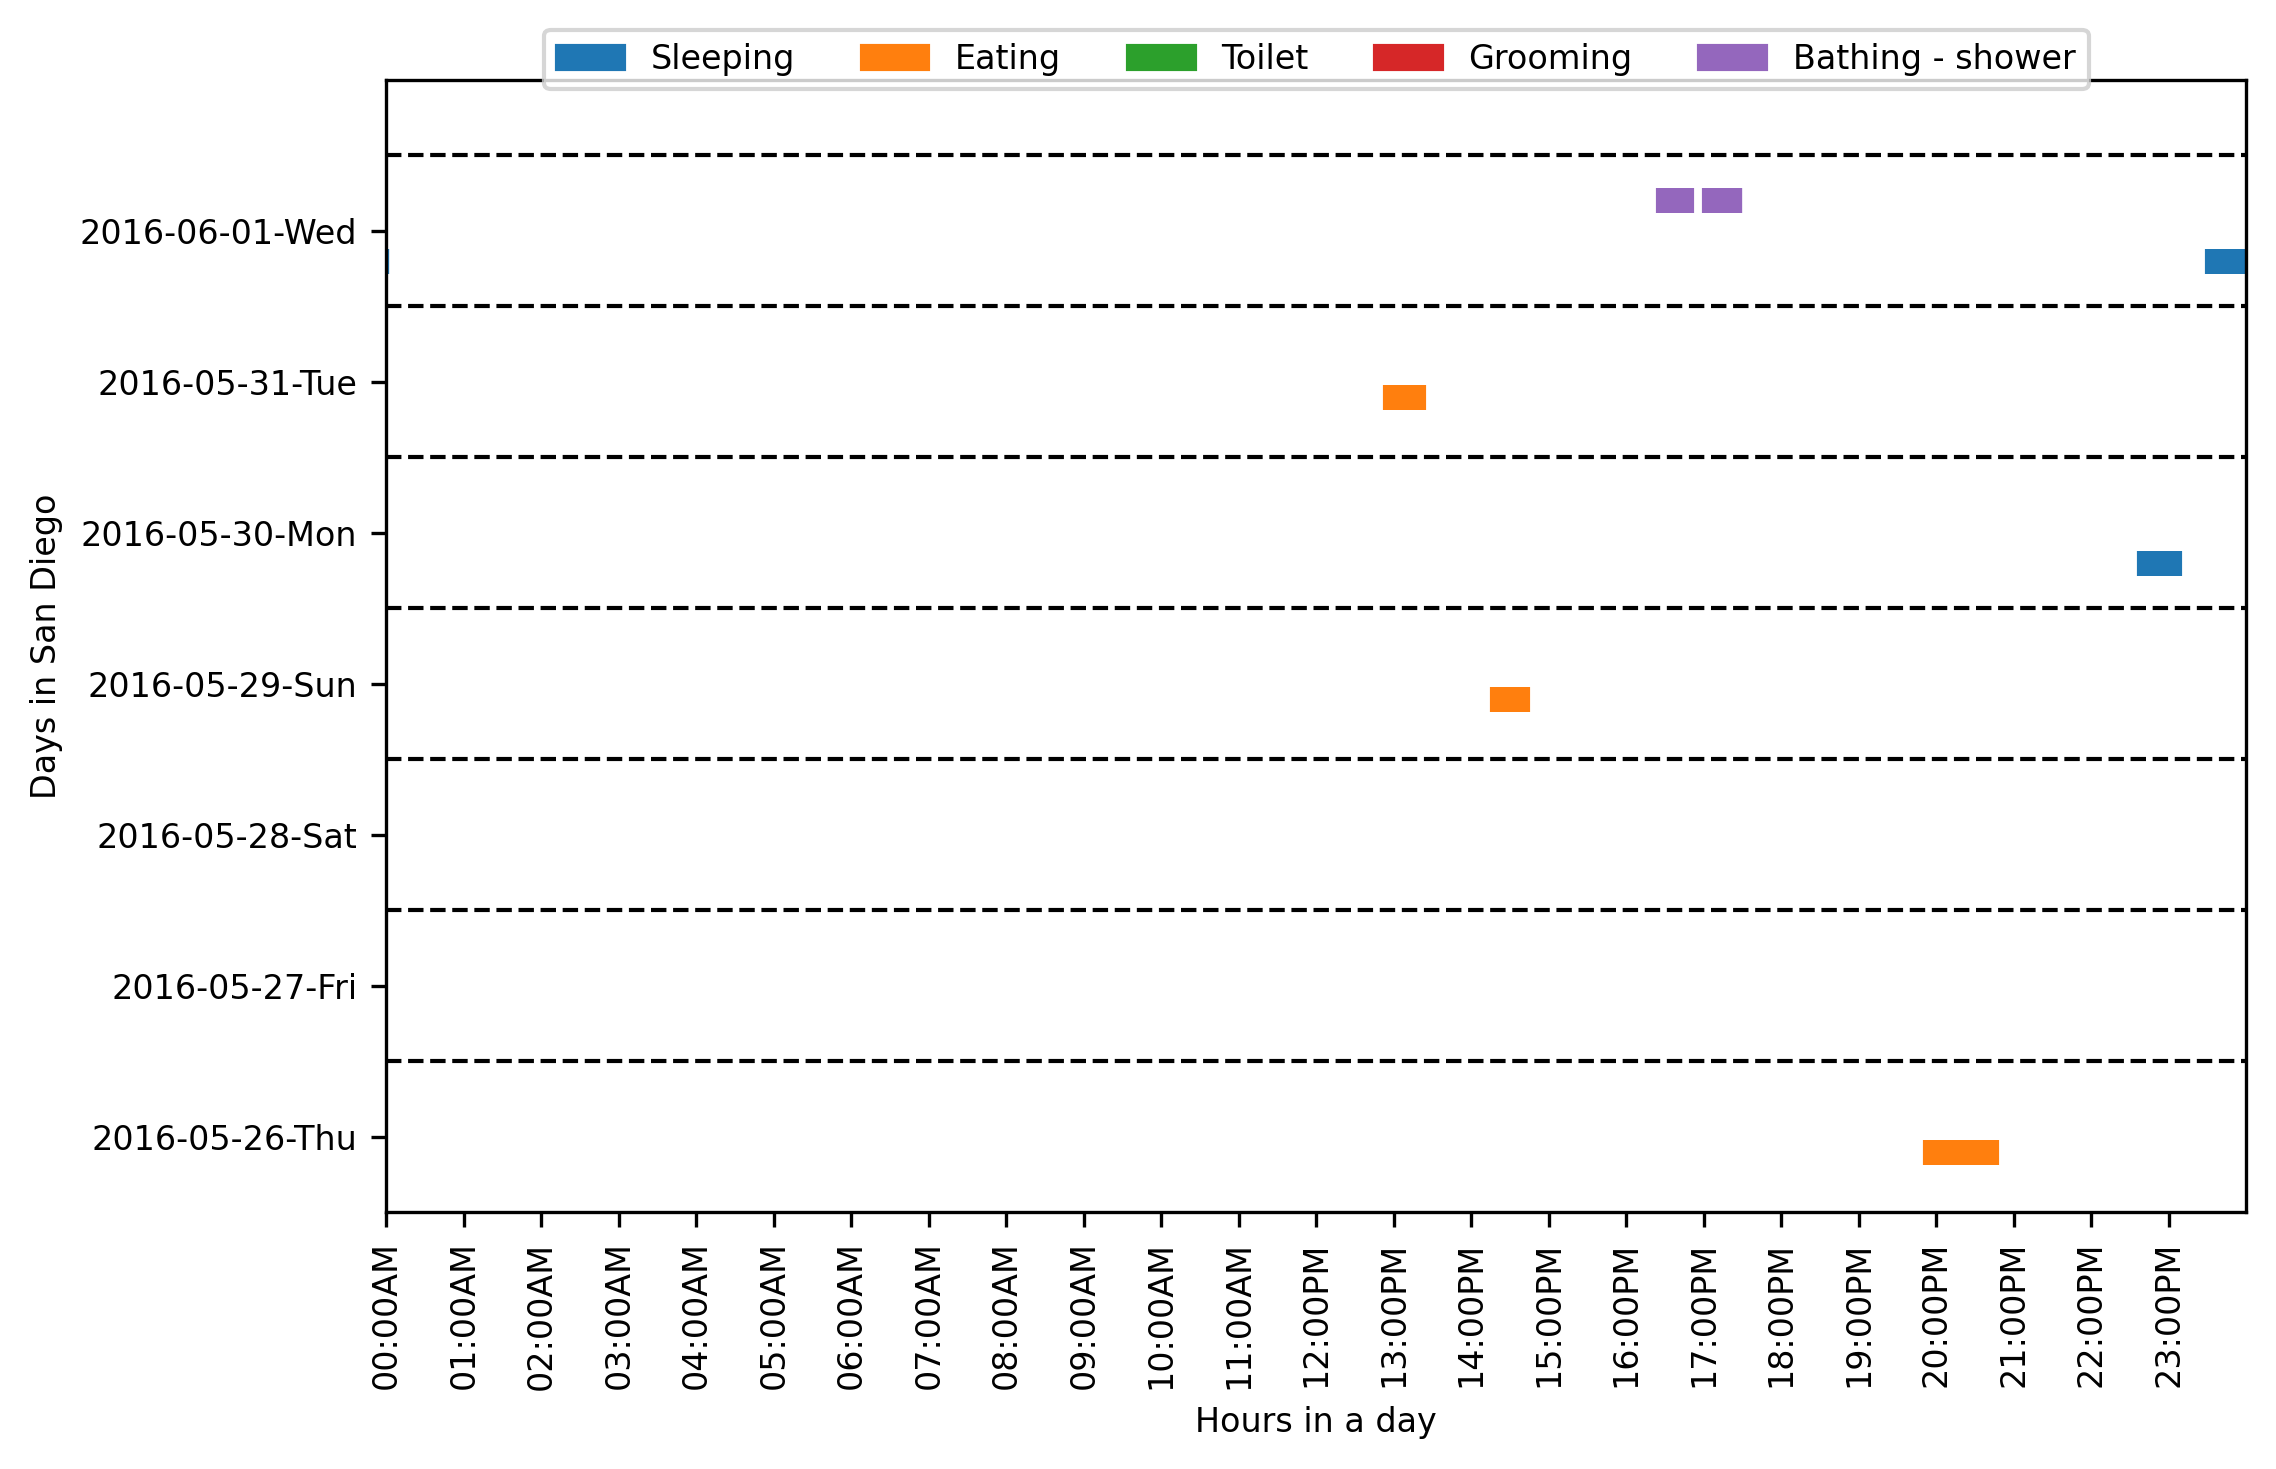 Sleeping Eating Toilet Grooming Bathing - shower
2016-06-01-Wed
2016-05-31-Tue
2016-05-30-Mon
2016-05-29-Sun
2016-05-28-Sat
2016-05-27-Fri
2016-05-26-Thu
Days in San Diego
00:00AM
01:00AM
02:00AM
03:00AM
04:00AM
05:00AM
06:00AM
07:00AM
08:00AM
09:00AM
10:00AM
11:00AM
12:00PM
13:00PM
14:00PM
15:00PM
16:00PM
17:00PM
18:00PM
19:00PM
20:00PM
21:00PM
22:00PM
23:00PM
Hours in a day